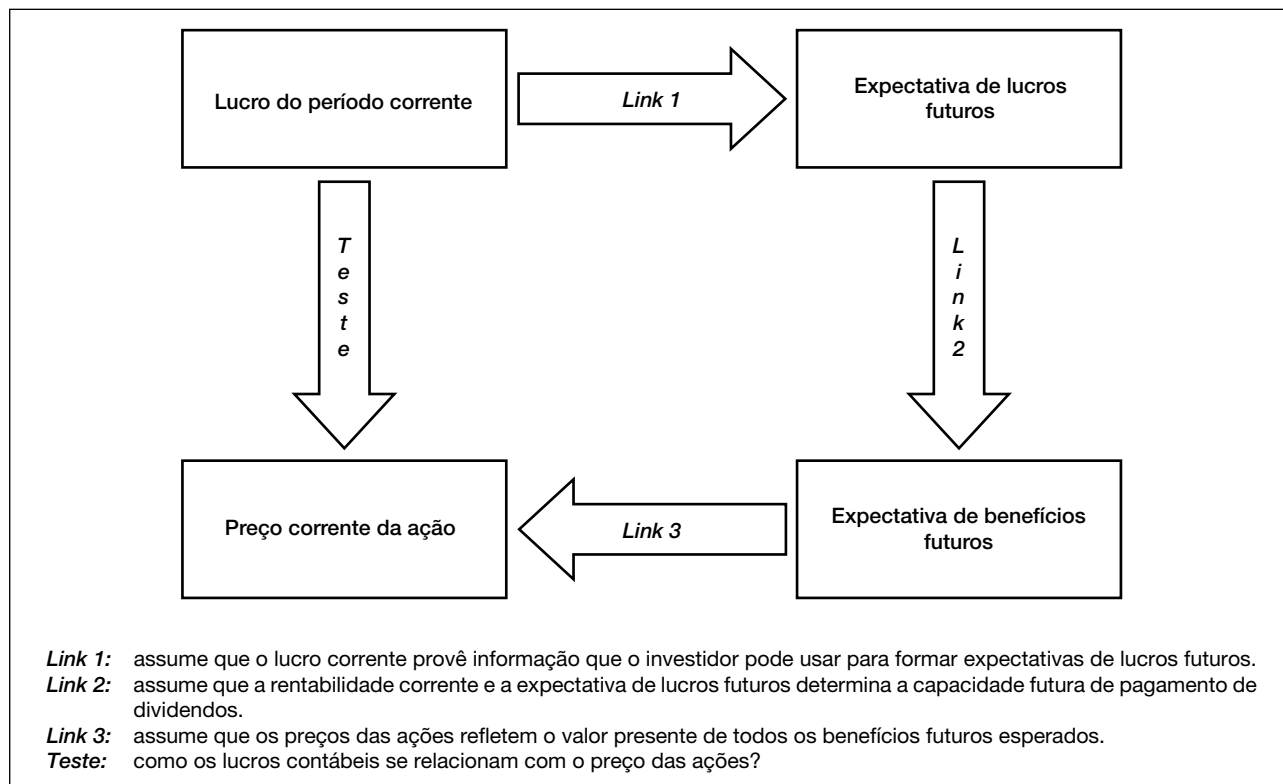 Lucro do período corrente
Link 1
Expectativa de lucros
futuros
Teste
Link2
Preço corrente da ação
Link 3
Expectativa de benefícios
futuros
Link 1: assume que o lucro corrente provê informação que o investidor pode usar para formar expectativas de lucros futuros.
Link 2: assume que a rentabilidade corrente e a expectativa de lucros futuros determina a capacidade futura de pagamento de
dividendos.
Link 3: assume que os preços das ações refletem o valor presente de todos os benefícios futuros esperados.
Teste: como os lucros contábeis se relacionam com o preço das ações?